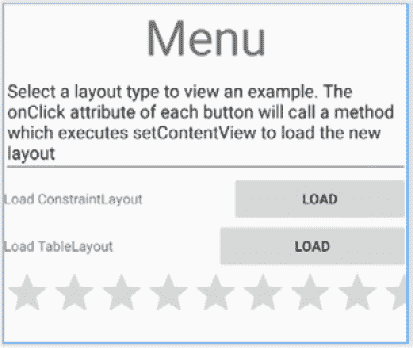 Menu
Select a layout type to view an example. The
onClick attribute of each button will call a method
which executes setContentView to load the new
layout
Load ConstraintLayout LOAD
Load TableLayout LOAD